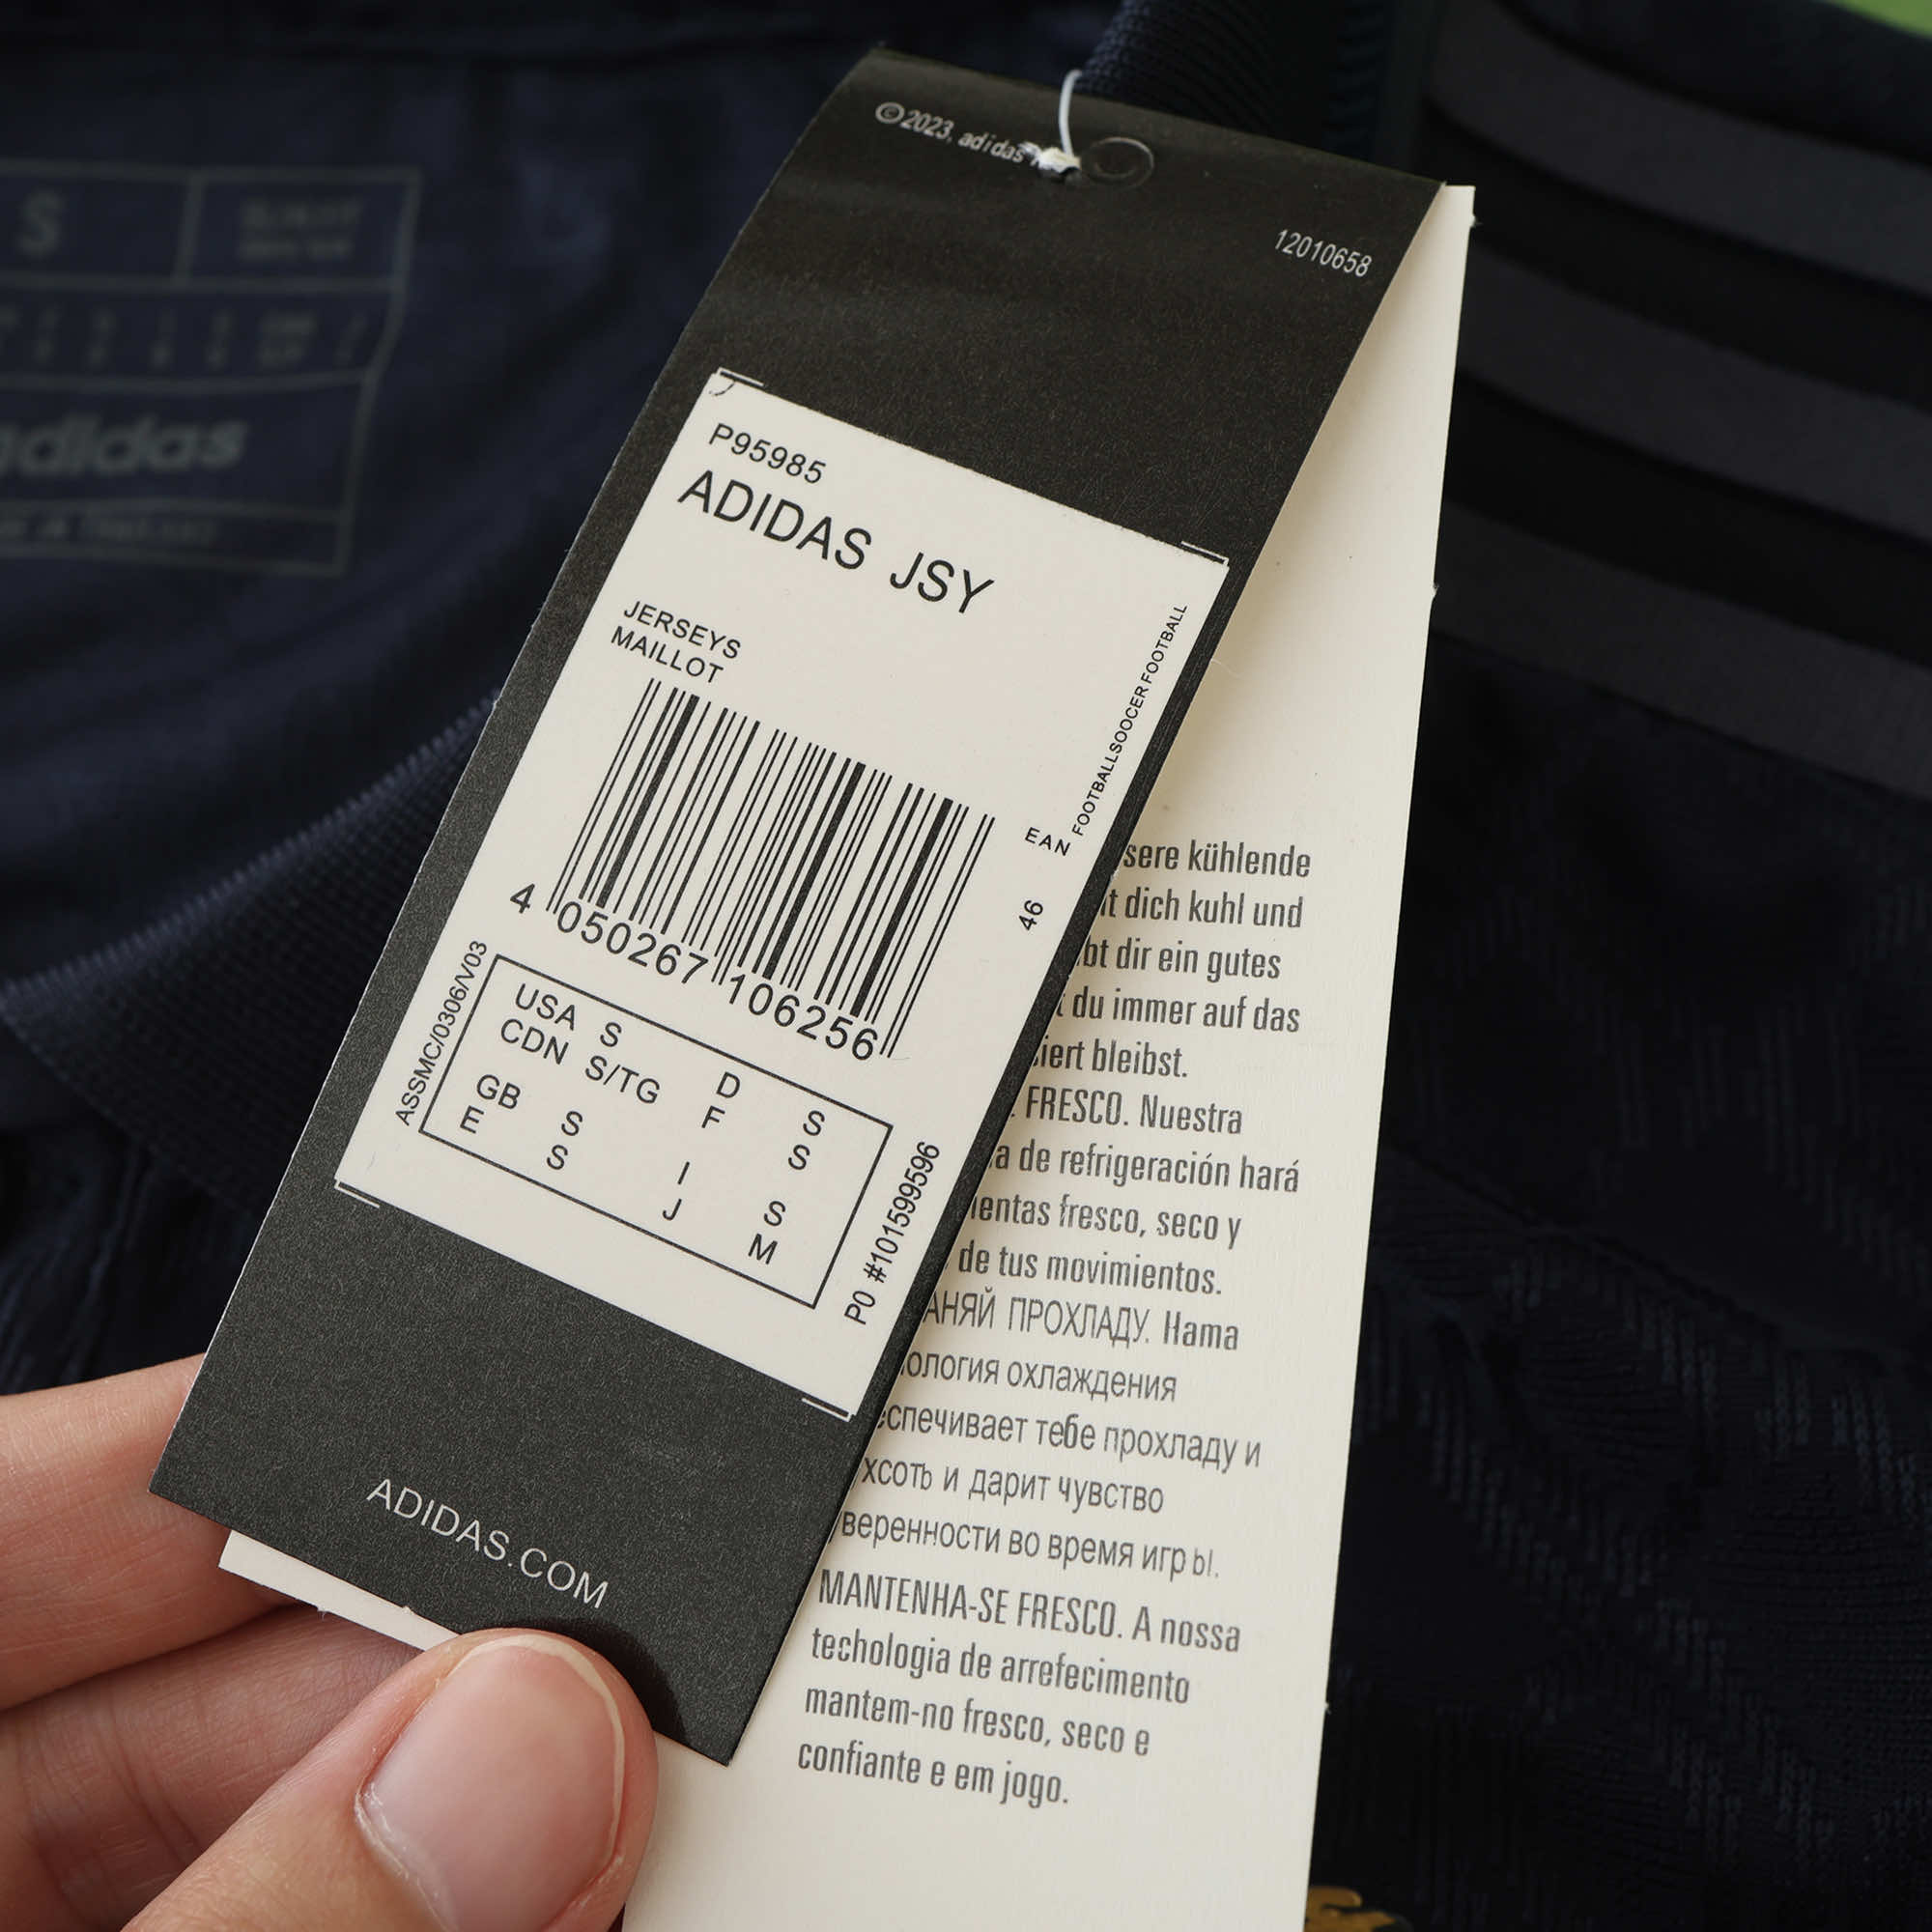 ©2023. adidas
12010658
P95985
ADIDAS JSY
JERSEYS
MAILLOT
FOOTBALLSOCCER FOOTBALL
EAN
46
4 050267 106256
ASSMC/0306/V03
USA S D S
CDN S/TG F S
GB S I S
E S J M
PO #101599596
ADIDAS.COM
sere kühlende
t dich kuhl und
bt dir ein gutes
du immer auf das
iert bleibst.
FRESCO. Nuestra
a de refrigeración hará
entas fresco, seco y
de tus movimientos.
АНЯЙ ПРОХЛАДУ. Hama
ология охлаждения
спечивает тебе прохладу и
хсоть и дарит чувство
уверенности во время игры.
MANTENHA-SE FRESCO. A nossa
techologia de arrefecimento
mantem-no fresco, seco e
confiante e em jogo.
S
adidas